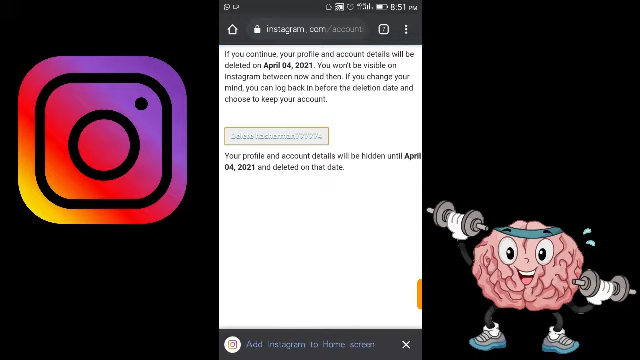 8:51 PM
instagram.com/accounti
7
If you continue, your profile and account details will be
deleted on April 04, 2021. You won't be visible on
Instagram between now and then. If you change your
mind, you can log back in before the deletion date and
choose to keep your account.
Delete
Your profile and account details will be hidden until April
04, 2021 and deleted on that date.
Add Instagram to Home screen